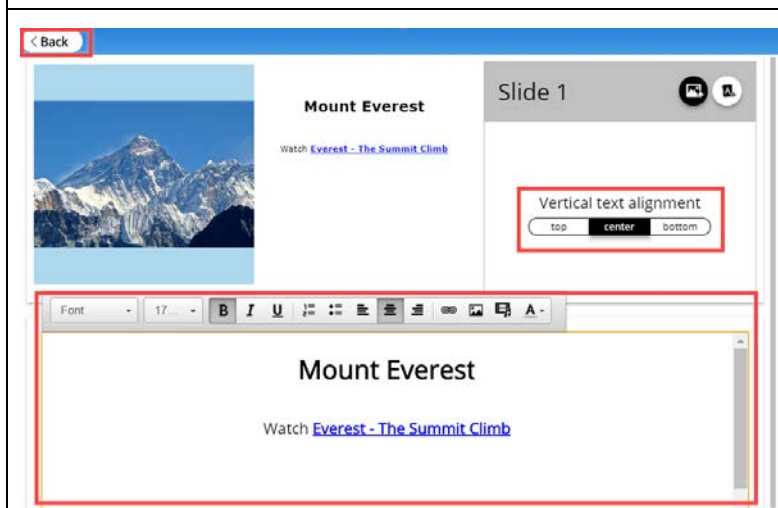 < Back
Mount Everest
Watch Everest - The Summit Climb
Slide 1
Vertical text alignment
top center bottom
Font 17... B I U A
Mount Everest
Watch Everest - The Summit Climb